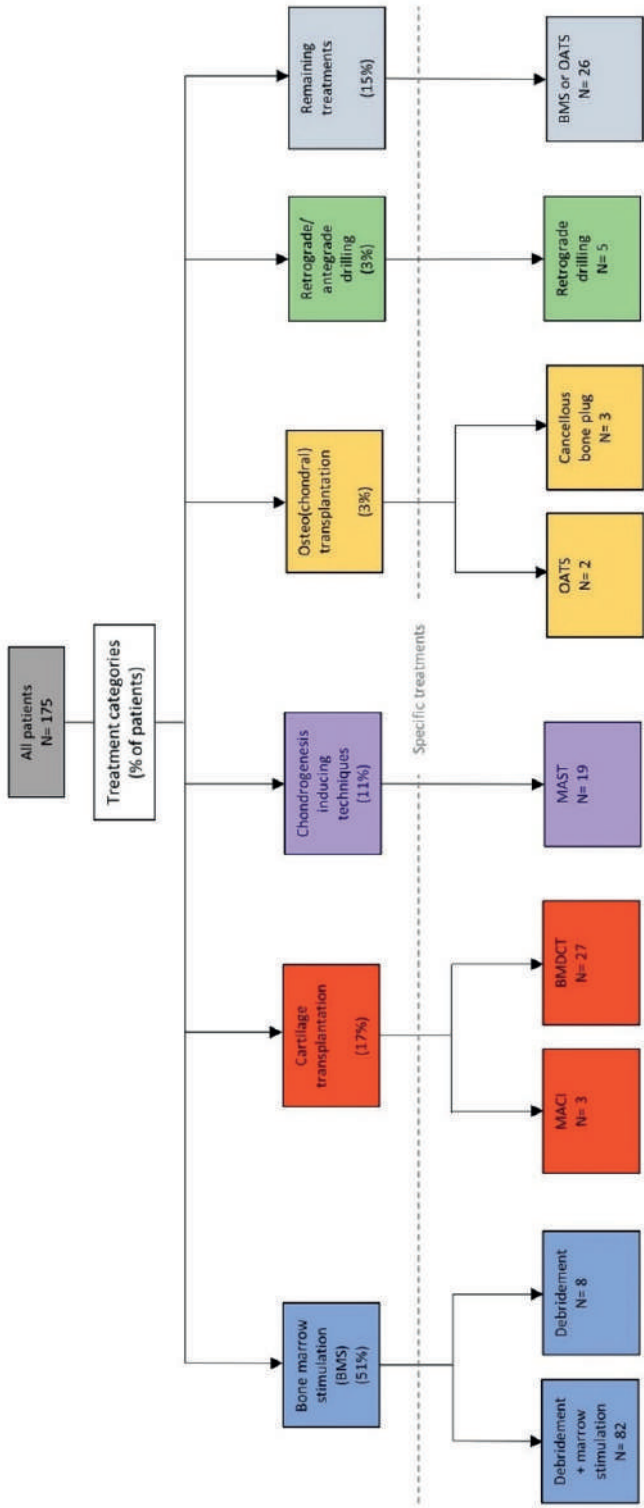 All patients
N= 175
Treatment categories
(% of patients)
Bone marrow
stimulation
(BMS)
(51%)
Cartilage
transplantation
(17%)
Chondrogenesis
inducing
techniques
(11%)
Osteo(chondral)
transplantation
(3%)
Retrograde/
antegrade
drilling
(3%)
Remaining
treatments
(15%)
Specific treatments
Debridement
+ marrow
stimulation
N= 82
Debridement
N= 8
MACI
N= 3
BMDCT
N= 27
MAST
N= 19
OATS
N= 2
Cancellous
bone plug
N= 3
Retrograde
drilling
N= 5
BMS or OATS
N= 26